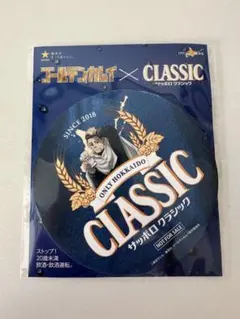 ゴールデンカムイ × CLASSIC
サッポロ クラシック
SINCE 2018
ONLY HOKKAIDO
CLASSIC
サッポロ クラシック
NOT FOR SALE
ストップ!
20歳未満
飲酒・飲酒運転。